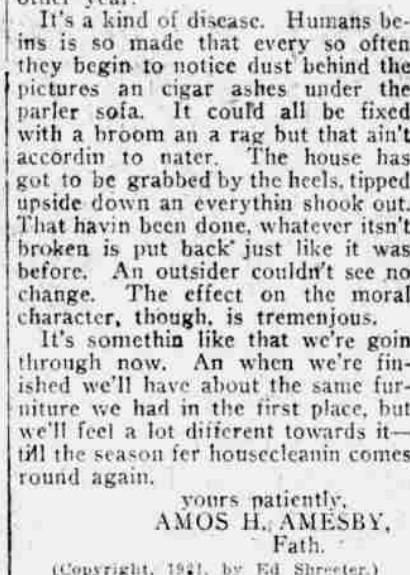 other year.
It's a kind of disease. Humans be-
ins is so made that every so often
they begin to notice dust behind the
pictures an cigar ashes under the
parler sofa. It could all be fixed
with a broom an a rag but that ain't
accordin to nater. The house has
got to be grabbed by the heels, tipped
upside down an everythin shook out.
That havin been done, whatever itsn't
broken is put back just like it was
before. An outsider couldn't see no
change. The effect on the moral
character, though, is tremenjous.
It's somethin like that we're goin
through now. An when we're fin-
ished we'll have about the same fur-
niture we had in the first place, but
we'll feel a lot different towards it—
till the season fer housecleanin comes
round again.
yours patiently,
AMOS H. AMESBY,
Fath.
(Copyright, 1921, by Ed Shreeter.)